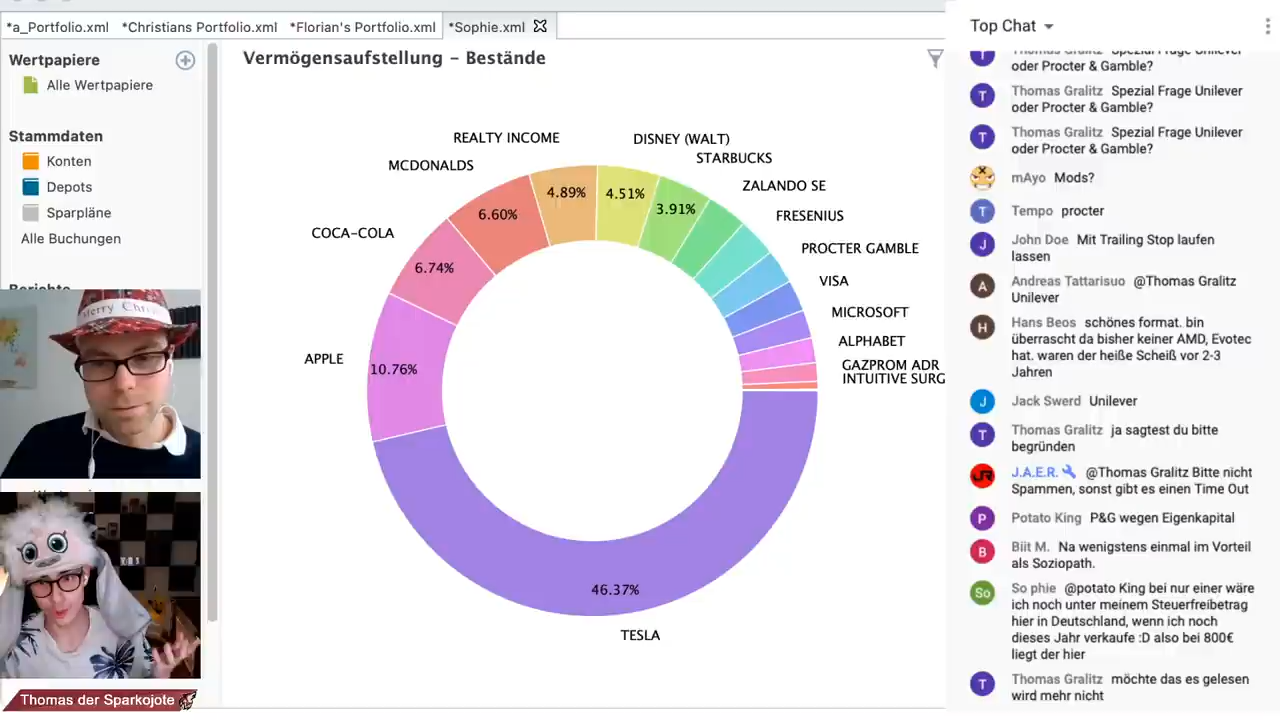 *a_Portfolio.xml
*Christians Portfolio.xml
*Florian's Portfolio.xml
*Sophie.xml
Wertpapiere
Alle Wertpapiere
Stammdaten
Konten
Depots
Sparpläne
Alle Buchungen
Merry
Thomas der Sparkojote
Vermögensaufstellung – Bestände
REALTY INCOME
DISNEY (WALT)
MCDONALDS
STARBUCKS
ZALANDO SE
COCA-COLA
FRESENIUS
PROCTER GAMBLE
VISA
MICROSOFT
ALPHABET
APPLE
GAZPROM ADR
INTUITIVE SURG
4.89%
4.51%
3.91%
6.60%
6.74%
10.76%
46.37%
TESLA
Top Chat
Thomas Gralitz Spezial Frage Unilever
oder Procter & Gamble?
Thomas Gralitz Spezial Frage Unilever
oder Procter & Gamble?
Thomas Gralitz Spezial Frage Unilever
oder Procter & Gamble?
mAyo Mods?
Tempo procter
John Doe Mit Trailing Stop laufen
lassen
Andreas Tattarisuo @Thomas Gralitz
Unilever
Hans Beos schönes format. bin
überrascht da bisher keiner AMD, Evotec
hat. waren der heiße Scheiß vor 2-3
Jahren
Jack Swerd Unilever
Thomas Gralitz ja sagtest du bitte
begründen
J.A.E.R. @Thomas Gralitz Bitte nicht
Spammen, sonst gibt es einen Time Out
Potato King P&G wegen Eigenkapital
Biit M. Na wenigstens einmal im Vorteil
als Soziopath.
So phie @potato King bei nur einer wäre
ich noch unter meinem Steuerfreibetrag
hier in Deutschland, wenn ich noch
dieses Jahr verkaufe :D also bei 800€
liegt der hier
Thomas Gralitz möchte das es gelesen
wird mehr nicht